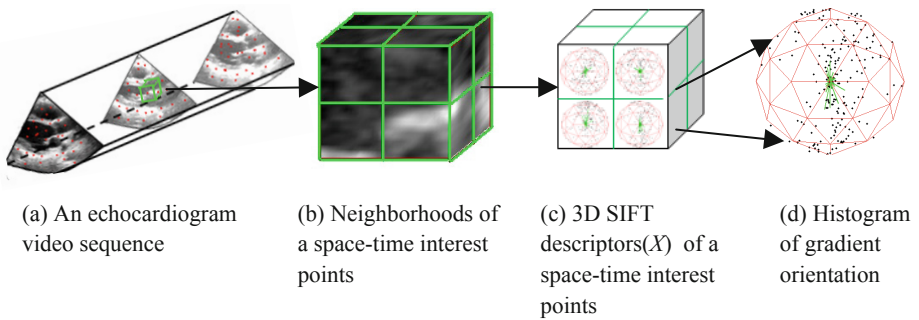 (a) An echocardiogram
video sequence
(b) Neighborhoods of
a space-time interest
points
(c) 3D SIFT
descriptors(X) of a
space-time interest
points
(d) Histogram
of gradient
orientation